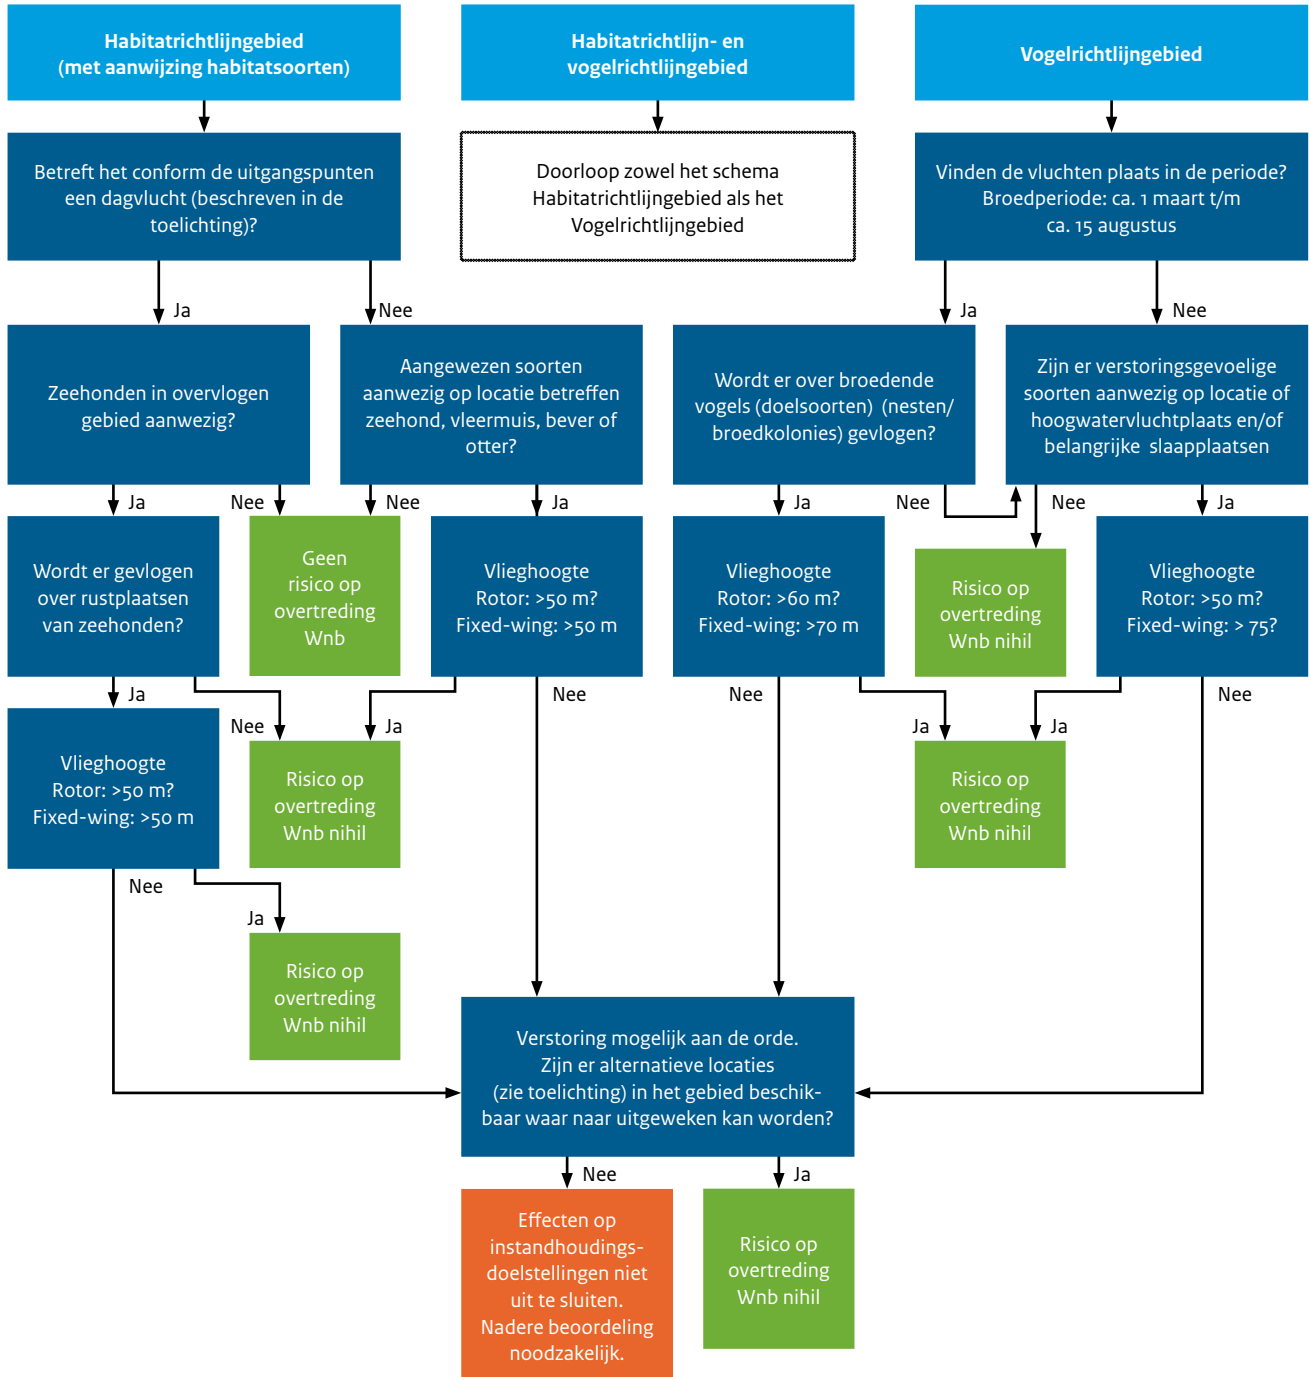 Habitatrichtlijngebied
(met aanwijzing habitatsoorten)
Habitatrichtlijn- en
vogelrichtlijngebied
Vogelrichtlijngebied
Betreft het conform de uitgangspunten
een dagvlucht (beschreven in de
toelichting)?
Doorloop zowel het schema
Habitatrichtlijngebied als het
Vogelrichtlijngebied
Vinden de vluchten plaats in de periode?
Broedperiode: ca. 1 maart t/m
ca. 15 augustus
Ja
Nee
Ja
Nee
Zeehonden in overvlogen
gebied aanwezig?
Aangewezen soorten
aanwezig op locatie betreffen
zeehond, vleermuis, bever of
otter?
Wordt er over broedende
vogels (doelsoorten) (nesten/
broedkolonies) gevlogen?
Zijn er verstoringsgevoelige
soorten aanwezig op locatie of
hoogwatervluchtplaats en/of
belangrijke slaapplaatsen
Ja
Nee
Nee
Ja
Ja
Nee
Nee
Ja
Wordt er gevlogen
over rustplaatsen
van zeehonden?
Geen
risico op
overtreding
Wnb
Vlieghoogte
Rotor: >50 m?
Fixed-wing: >50 m
Vlieghoogte
Rotor: >60 m?
Fixed-wing: >70 m
Risico op
overtreding
Wnb nihil
Vlieghoogte
Rotor: >50 m?
Fixed-wing: > 75?
Ja
Nee
Ja
Nee
Nee
Ja
Ja
Nee
Vlieghoogte
Rotor: >50 m?
Fixed-wing: >50 m
Risico op
overtreding
Wnb nihil
Risico op
overtreding
Wnb nihil
Nee
Ja
Risico op
overtreding
Wnb nihil
Verstoring mogelijk aan de orde.
Zijn er alternatieve locaties
(zie toelichting) in het gebied beschik-
baar waar naar uitgeweken kan worden?
Nee
Ja
Effecten op
instandhoudings-
doelstellingen niet
uit te sluiten.
Nadere beoordeling
noodzakelijk.
Risico op
overtreding
Wnb nihil